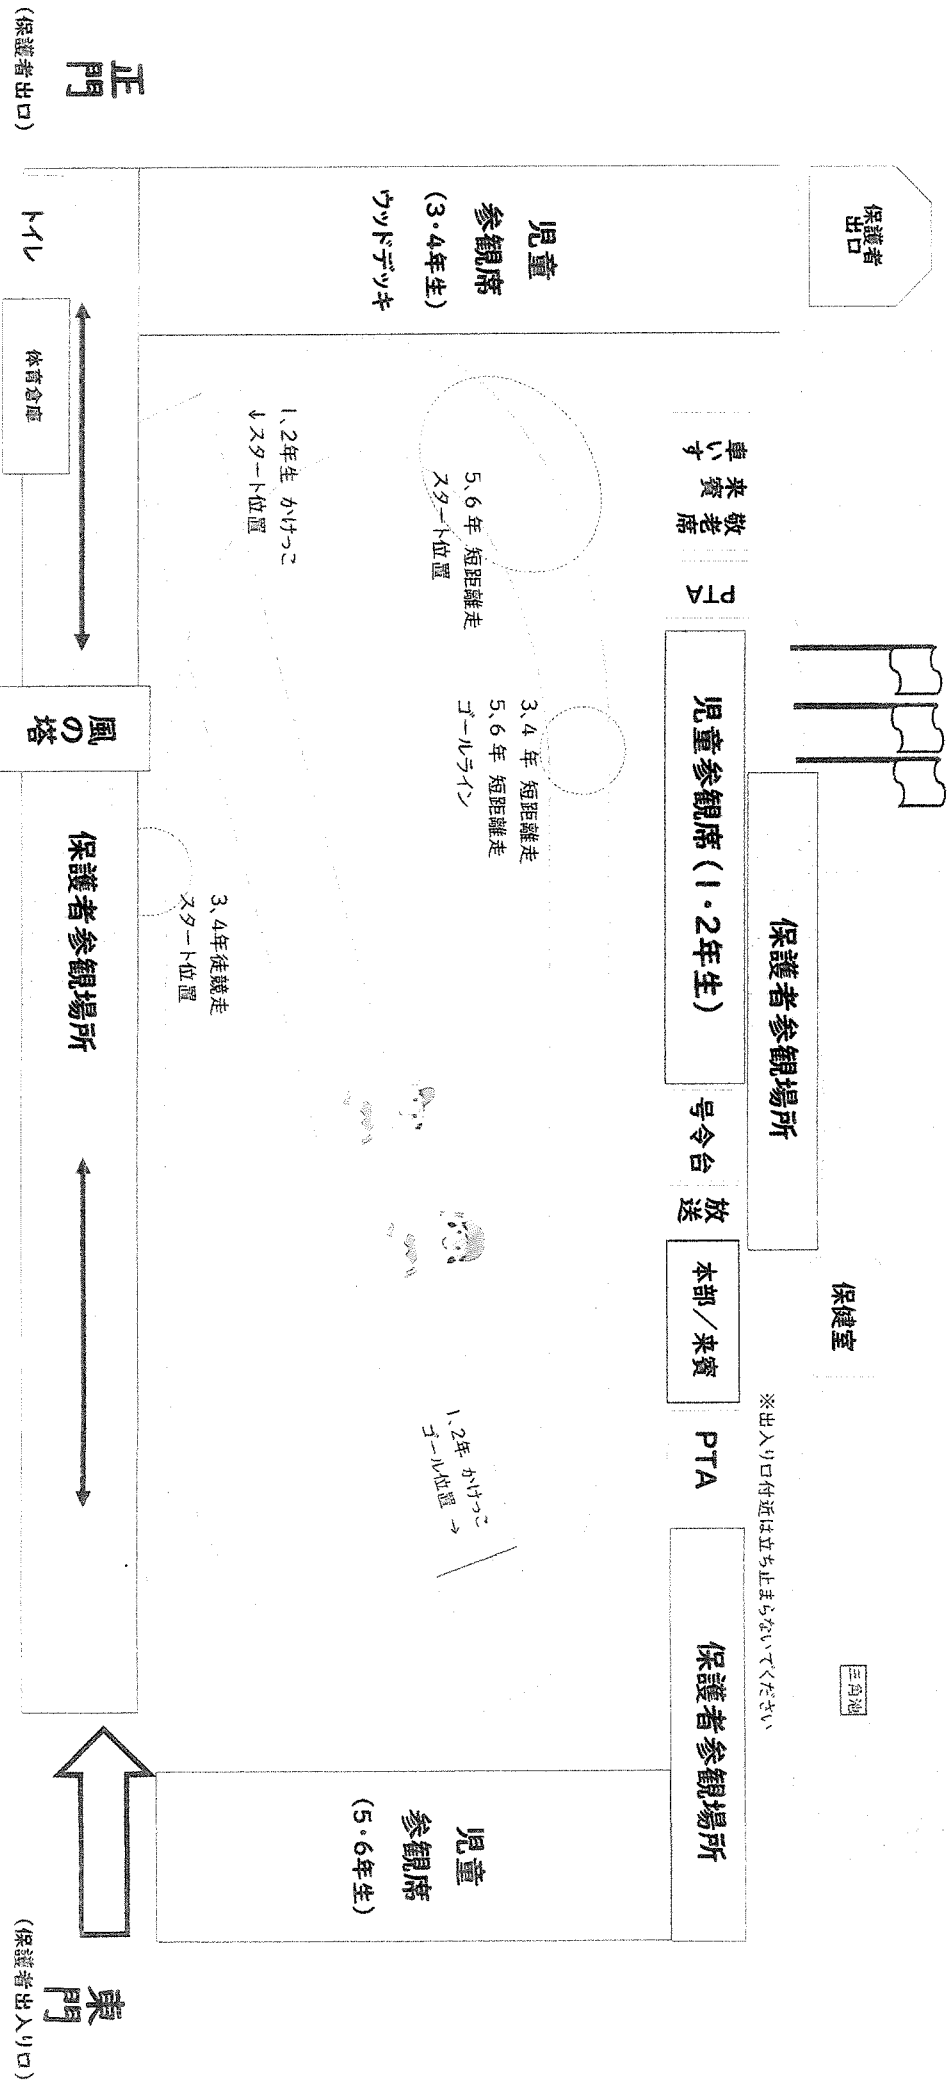 正門
(保護者出口)
保護者
出口
児童
参観席
(3・4年生)
ウッドデッキ
トイレ
体育倉庫
車いす
来賓
敬老席
PTA
1、2年生 かけっこ
↓スタート位置
5、6年 短距離走
スタート位置
児童参観席(1・2年生)
3、4 年 短距離走
5、6 年 短距離走
ゴールライン
風の塔
保護者参観場所
保護者参観場所
3、4年徒競走
スタート位置
号令台
放送
本部/来賓
保健室
PTA
※出入り口付近は立ち止まらないでください
1、2年 かけっこ
ゴール位置 →
三角池
保護者参観場所
児童
参観席
(5・6年生)
東門
(保護者出入り口)